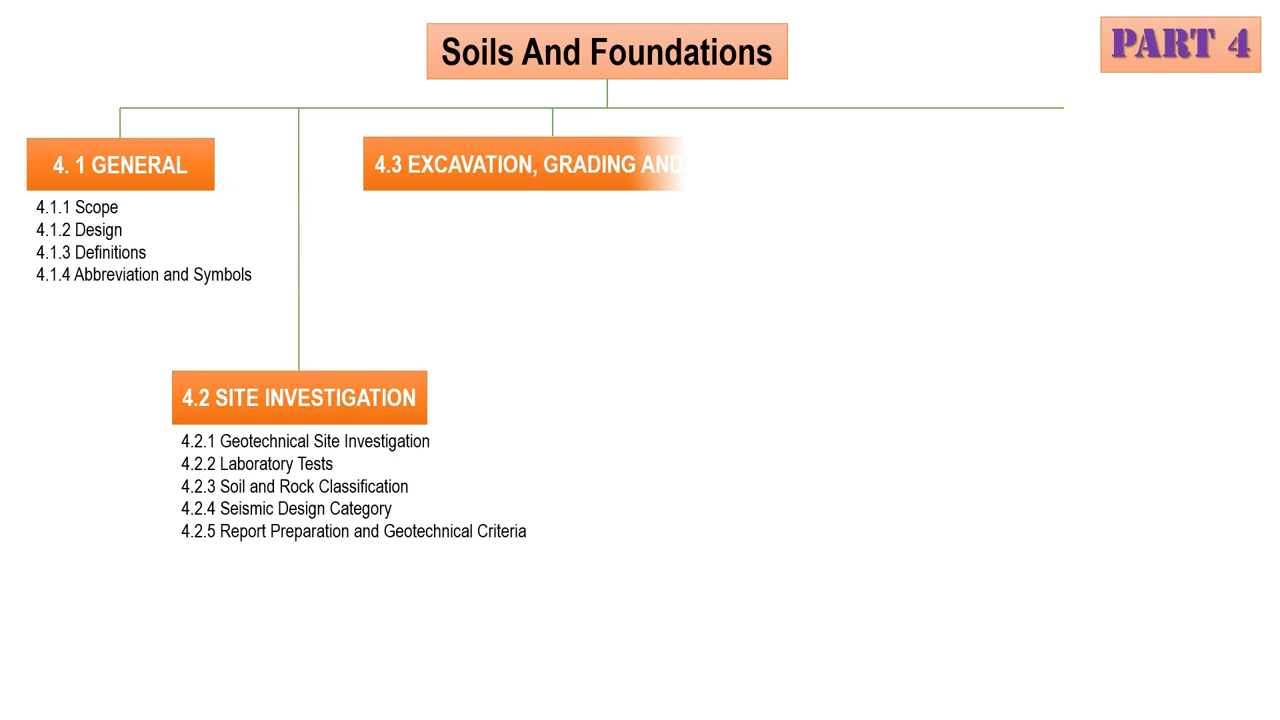 Soils And Foundations
PART 4
4. 1 GENERAL
4.1.1 Scope
4.1.2 Design
4.1.3 Definitions
4.1.4 Abbreviation and Symbols
4.2 SITE INVESTIGATION
4.2.1 Geotechnical Site Investigation
4.2.2 Laboratory Tests
4.2.3 Soil and Rock Classification
4.2.4 Seismic Design Category
4.2.5 Report Preparation and Geotechnical Criteria
4.3 EXCAVATION, GRADING AND